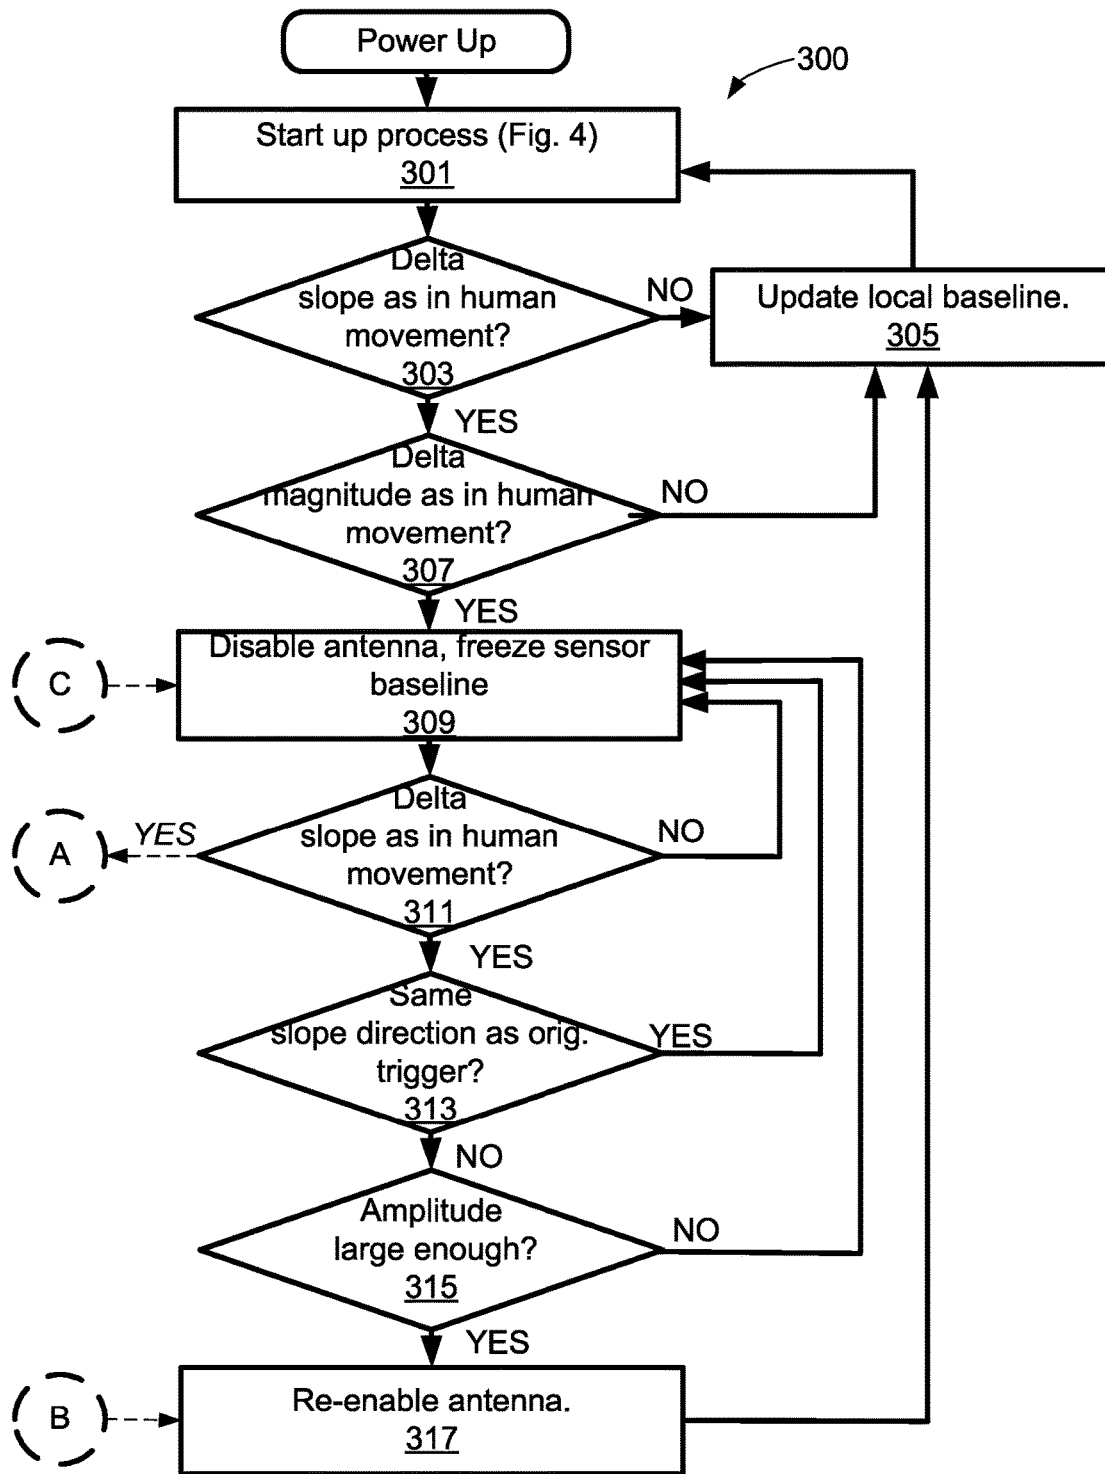 Power Up
300
Start up process (Fig. 4)
301
Delta
slope as in human
movement?
303
NO
Update local baseline.
305
YES
Delta
magnitude as in human
movement?
307
NO
YES
Disable antenna, freeze sensor
baseline
309
C
Delta
slope as in human
movement?
311
NO
YES
A
YES
Same
slope direction as orig.
trigger?
313
YES
NO
Amplitude
large enough?
315
NO
YES
Re-enable antenna.
317
B